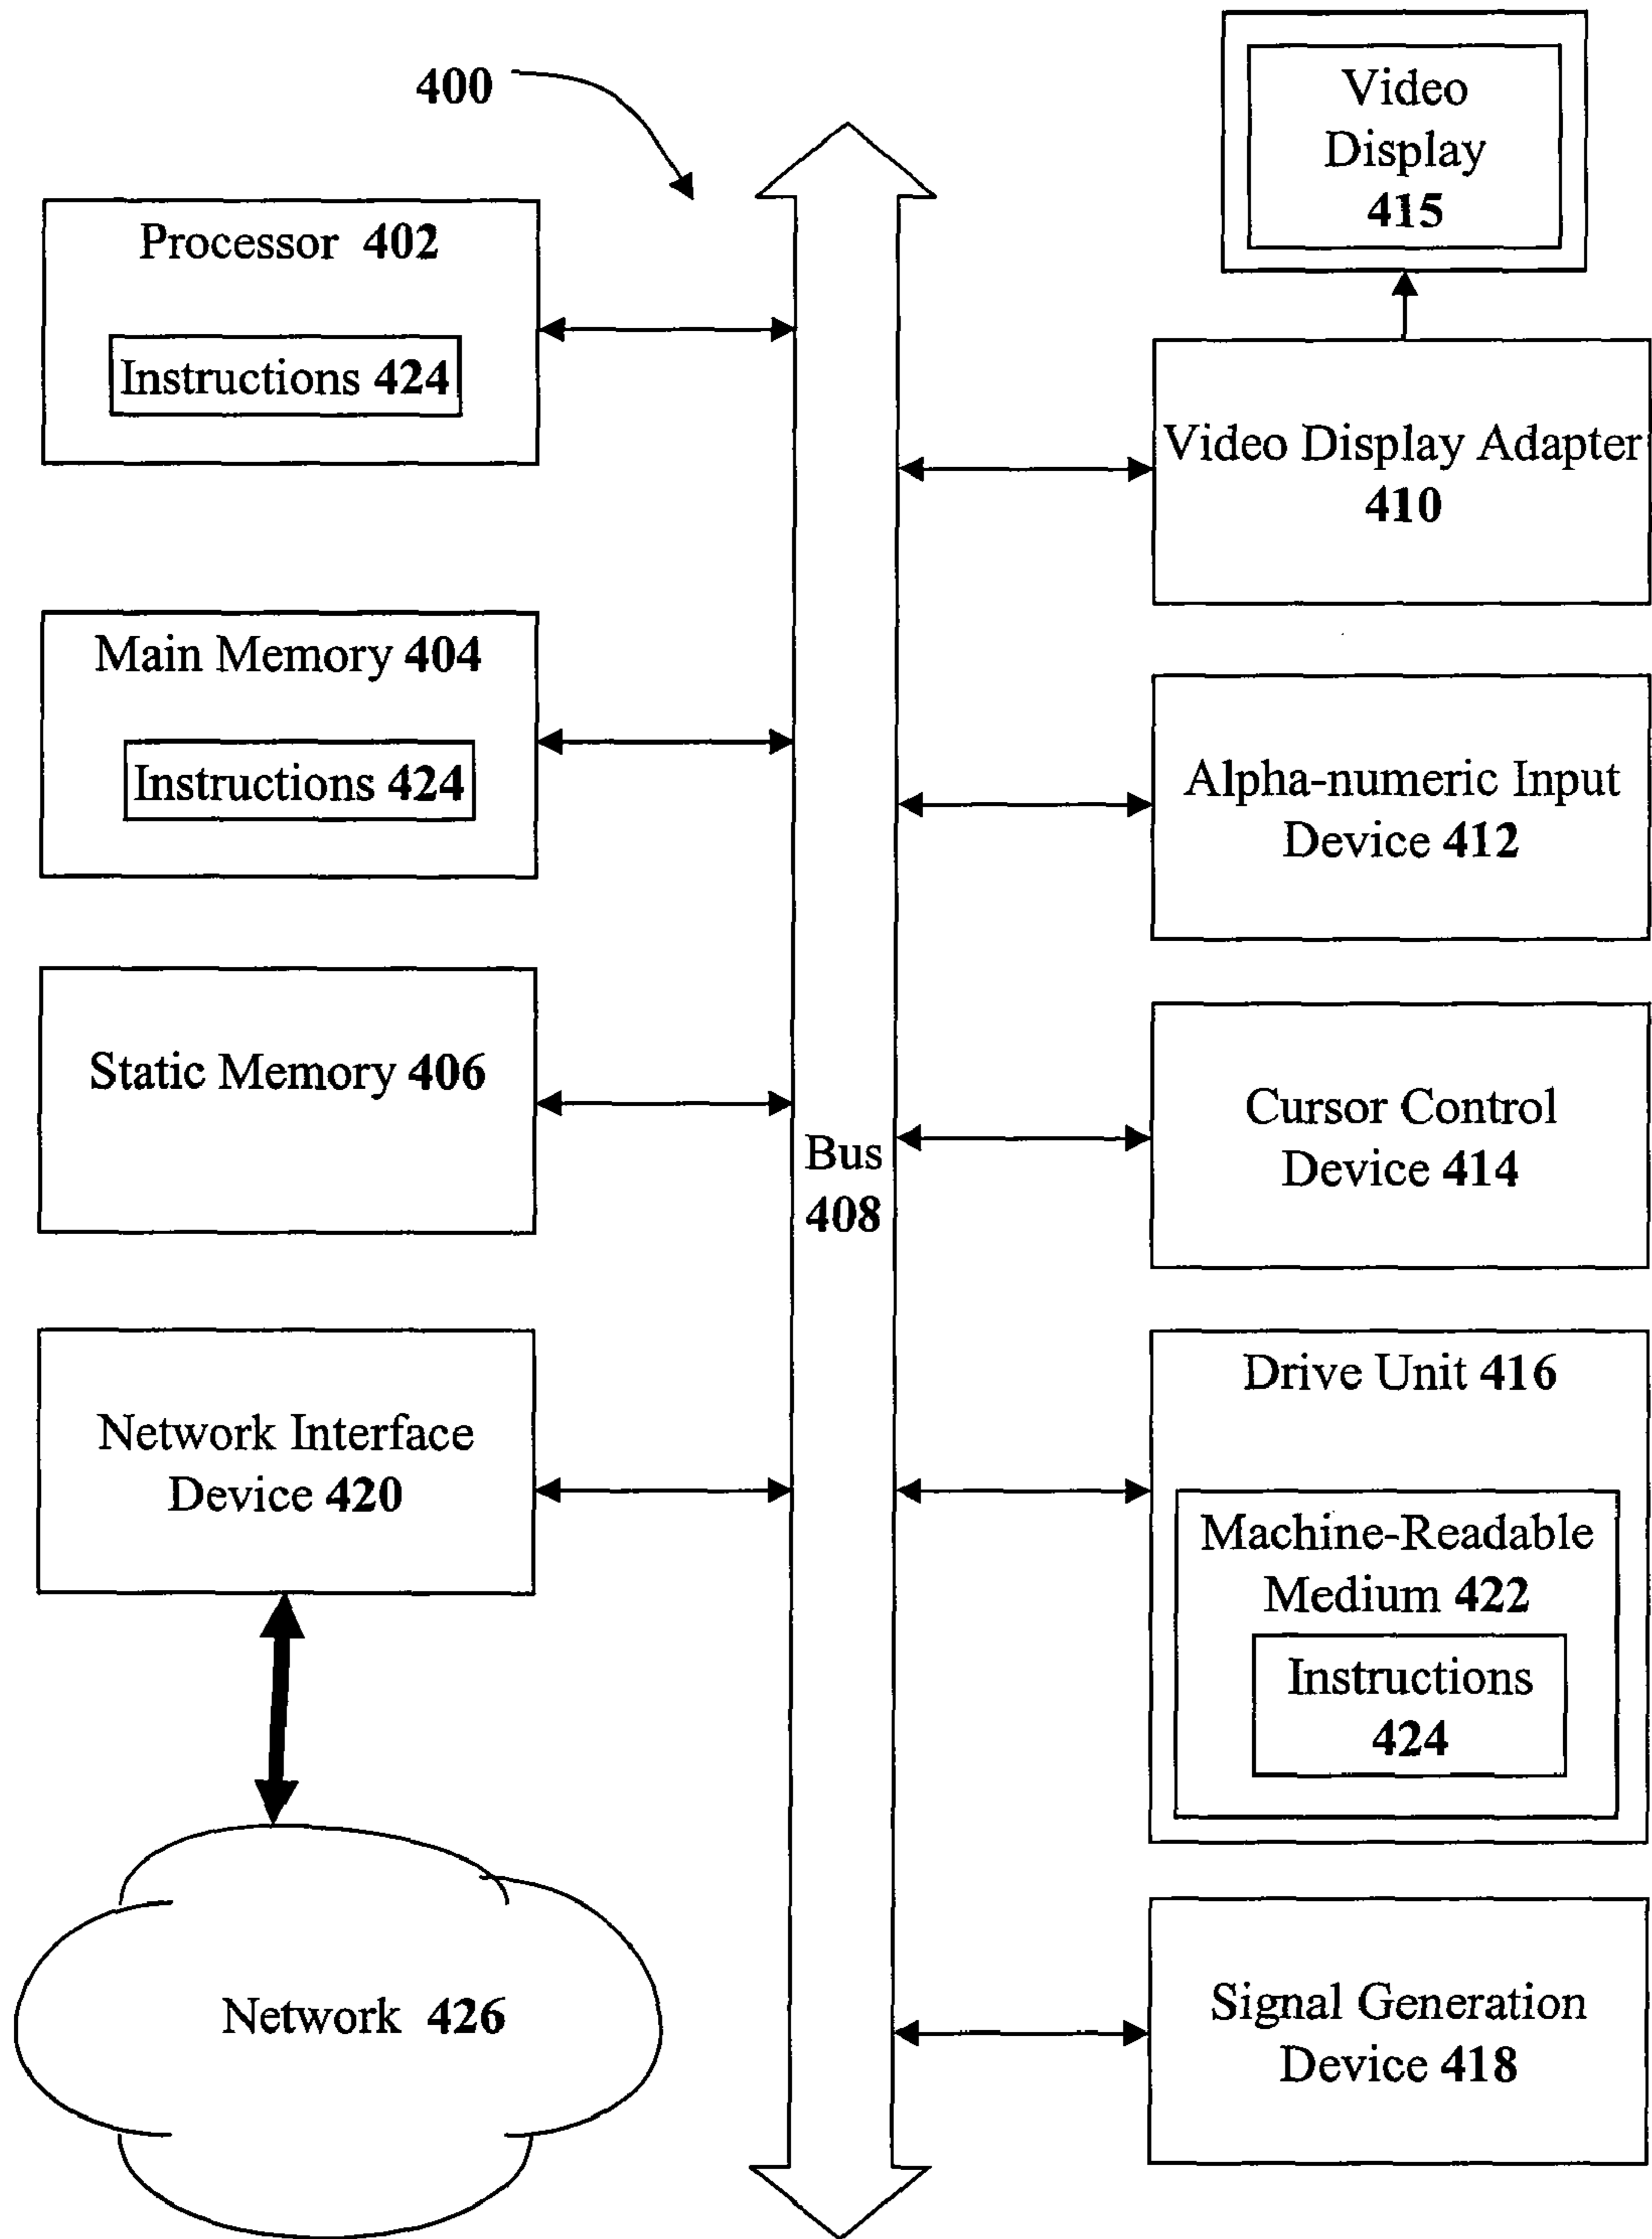 400
Processor 402
Instructions 424
Main Memory 404
Instructions 424
Static Memory 406
Network Interface
Device 420
Network 426
Bus
408
Video
Display
415
Video Display Adapter
410
Alpha-numeric Input
Device 412
Cursor Control
Device 414
Drive Unit 416
Machine-Readable
Medium 422
Instructions
424
Signal Generation
Device 418